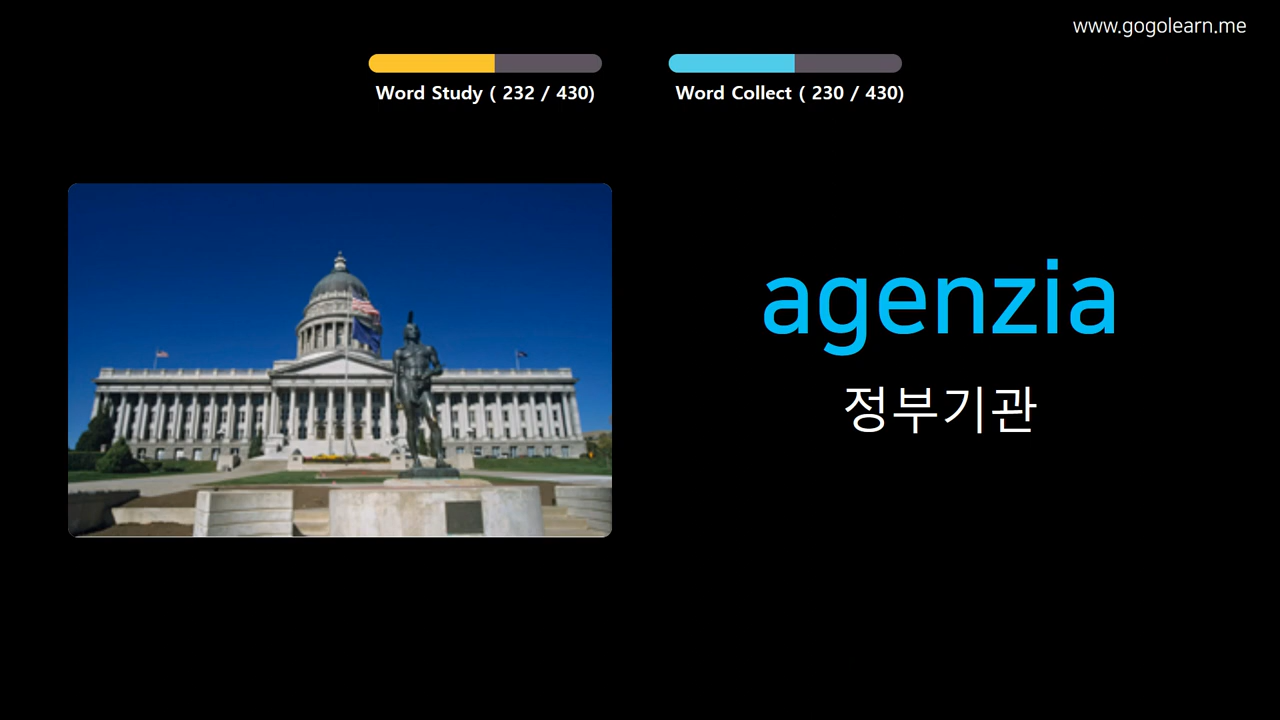 www.gogolearn.me
Word Study ( 232 / 430)
Word Collect ( 230 / 430)
agenzia
정부기관